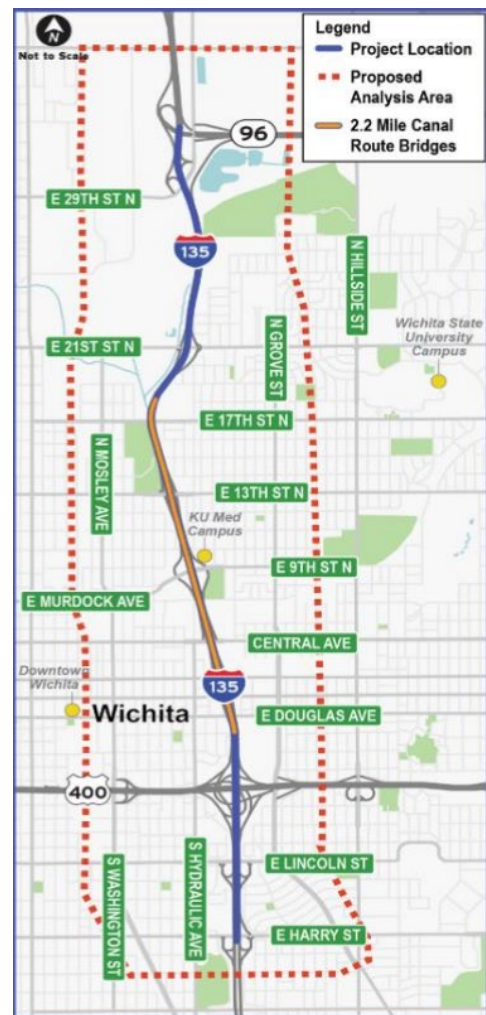 N
Not to Scale
Legend
Project Location
Proposed
Analysis Area
2.2 Mile Canal
Route Bridges
96
E 29TH ST N
135
N HILLSIDE ST
N GROVE ST
Wichita State
University
Campus
E 21ST ST N
E 17TH ST N
N MOSLEY AVE
E 13TH ST N
KU Med
Campus
E 9TH ST N
E MURDOCK AVE
CENTRAL AVE
Downtown
Wichita
135
Wichita
E DOUGLAS AVE
400
S WASHINGTON ST
S HYDRAULIC AVE
E LINCOLN ST
E HARRY ST